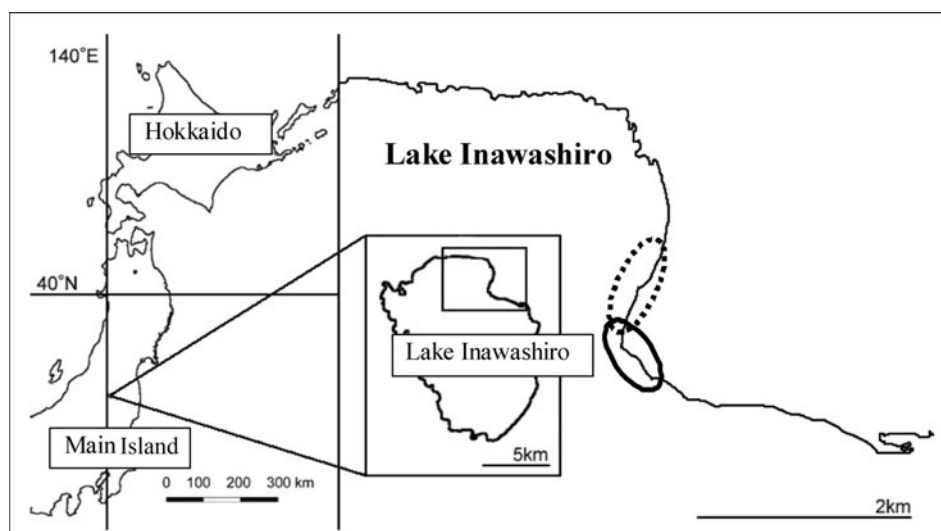 140˚E
Hokkaido
Lake Inawashiro
40˚N
Lake Inawashiro
Main Island
5km
0 100 200 300 km
2km